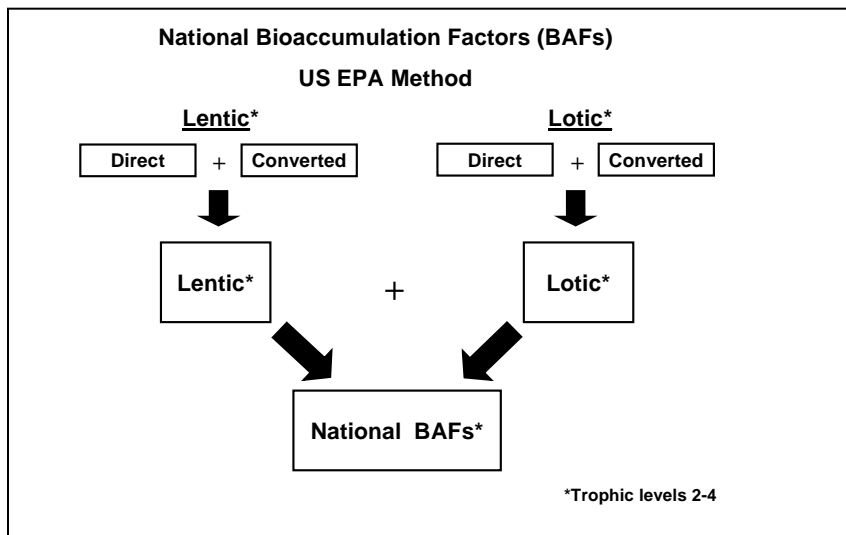 National Bioaccumulation Factors (BAFs)
US EPA Method
Lentic*
Lotic*
Direct + Converted
Direct + Converted
Lentic* + Lotic*
National BAFs*
*Trophic levels 2-4